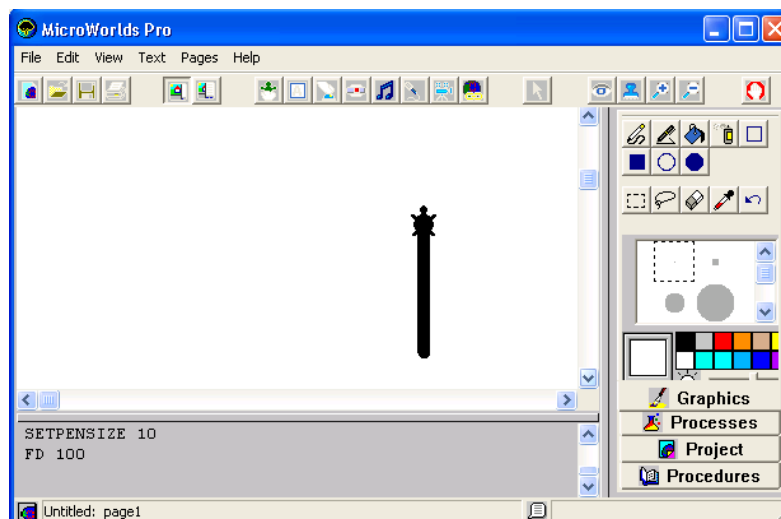 MicroWorlds Pro
File Edit View Text Pages Help
Graphics
Processes
Project
Procedures
SETPENSIZE 10
FD 100
Untitled: page1